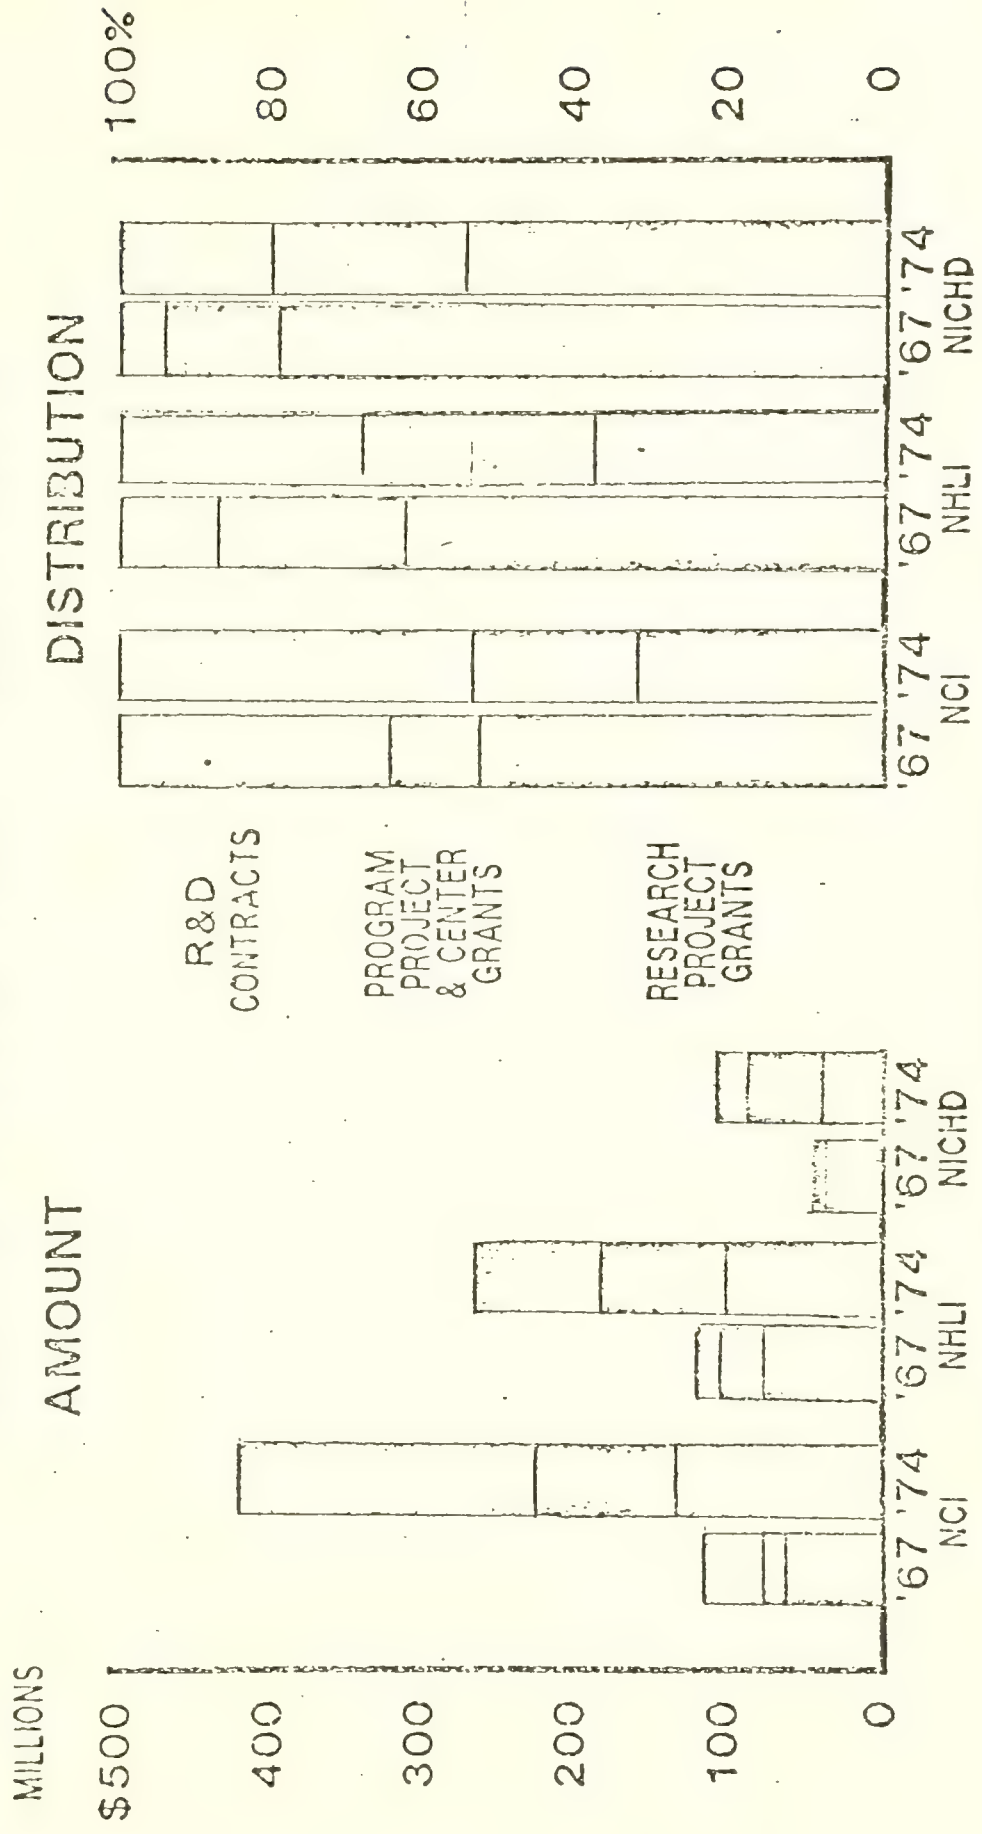 MILLIONS
AMOUNT
DISTRIBUTION
$500
400
300
200
100
0
'67 '74
NCI
'67 '74
NHLI
'67 '74
NICHD
R&D
CONTRACTS
PROGRAM
PROJECT
& CENTER
GRANTS
RESEARCH
PROJECT
GRANTS
'67 '74
NCI
'67 '74
NHLI
'67 '74
NICHD
100%
80
60
40
20
0